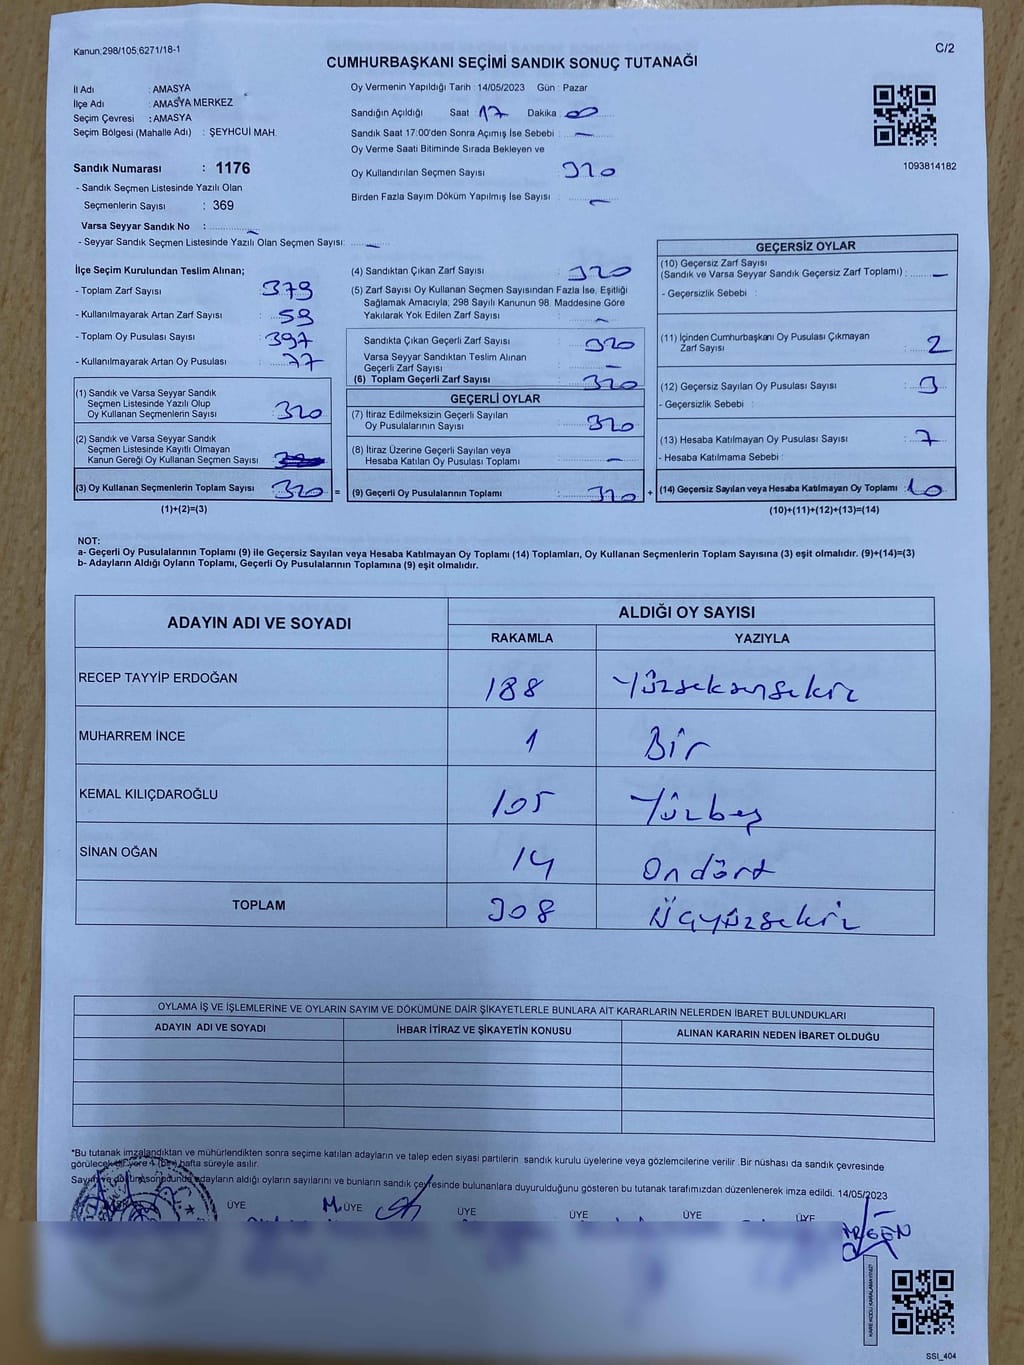 Kanun,298/105,6271/18-1
C/2
CUMHURBAŞKANI SEÇİMİ SANDIK SONUÇ TUTANAĞI
İl Adı : AMASYA
İlçe Adı : AMASYA MERKEZ
Seçim Çevresi : AMASYA
Seçim Bölgesi (Mahalle Adı) : ŞEYHCUİ MAH.
Sandık Numarası : 1176
- Sandık Seçmen Listesinde Yazılı Olan
Seçmenlerin Sayısı : 369
Varsa Seyyar Sandık No : -
- Seyyar Sandık Seçmen Listesinde Yazılı Olan Seçmen Sayısı: -
Oy Vermenin Yapıldığı Tarih : 14/05/2023 Gün : Pazar
Sandığın Açıldığı Saat 17 Dakika 00
Sandık Saat 17:00'den Sonra Açımış İse Sebebi : -
Oy Verme Saati Bitiminde Sırada Bekleyen ve
Oy Kullandırılan Seçmen Sayısı : 320
Birden Fazla Sayım Döküm Yapılmış İse Sayısı : -
1093814182
İlçe Seçim Kurulundan Teslim Alınan;
- Toplam Zarf Sayısı : 379
- Kullanılmayarak Artan Zarf Sayısı : 59
- Toplam Oy Pusulası Sayısı : 397
- Kullanılmayarak Artan Oy Pusulası : 77
(1) Sandık ve Varsa Seyyar Sandık
Seçmen Listesinde Yazılı Olup
Oy Kullanan Seçmenlerin Sayısı : 320
(2) Sandık ve Varsa Seyyar Sandık
Seçmen Listesinde Kayıtlı Olmayan
Kanun Gereği Oy Kullanan Seçmen Sayısı :
(3) Oy Kullanan Seçmenlerin Toplam Sayısı : 320 =
(1)+(2)=(3)
(4) Sandıktan Çıkan Zarf Sayısı : 320
(5) Zarf Sayısı Oy Kullanan Seçmen Sayısından Fazla İse, Eşitliği
Sağlamak Amacıyla; 298 Sayılı Kanunun 98. Maddesine Göre
Yakılarak Yok Edilen Zarf Sayısı : -
Sandıkta Çıkan Geçerli Zarf Sayısı : 320
Varsa Seyyar Sandıktan Teslim Alınan
Geçerli Zarf Sayısı : -
(6) Toplam Geçerli Zarf Sayısı : 320
GEÇERLİ OYLAR
(7) İtiraz Edilmeksizin Geçerli Sayılan
Oy Pusulalarının Sayısı : 320
(8) İtiraz Üzerine Geçerli Sayılan veya
Hesaba Katılan Oy Pusulası Toplamı : -
(9) Geçerli Oy Pusulalarının Toplamı : 310 +
GEÇERSİZ OYLAR
(10) Geçersiz Zarf Sayısı
(Sandık ve Varsa Seyyar Sandık Geçersiz Zarf Toplamı) : -
- Geçersizlik Sebebi :
(11) İçinden Cumhurbaşkanı Oy Pusulası Çıkmayan
Zarf Sayısı : 2
(12) Geçersiz Sayılan Oy Pusulası Sayısı : 3
- Geçersizlik Sebebi :
(13) Hesaba Katılmayan Oy Pusulası Sayısı : 7
- Hesaba Katılmama Sebebi :
(14) Geçersiz Sayılan veya Hesaba Katılmayan Oy Toplamı : 10
(10)+(11)+(12)+(13)=(14)
NOT:
a- Geçerli Oy Pusulalarının Toplamı (9) ile Geçersiz Sayılan veya Hesaba Katılmayan Oy Toplamı (14) Toplamları, Oy Kullanan Seçmenlerin Toplam Sayısına (3) eşit olmalıdır. (9)+(14)=(3)
b- Adayların Aldığı Oyların Toplamı, Geçerli Oy Pusulalarının Toplamına (9) eşit olmalıdır.
ADAYIN ADI VE SOYADI ALDIĞI OY SAYISI
RAKAMLA YAZIYLA
RECEP TAYYİP ERDOĞAN 188 Yüzseksensekiz
MUHARREM İNCE 1 Bir
KEMAL KILIÇDAROĞLU 105 Yüzbeş
SİNAN OĞAN 14 Ondört
TOPLAM 308 Üçyüzsekiz
OYLAMA İŞ VE İŞLEMLERİNE VE OYLARIN SAYIM VE DÖKÜMÜNE DAİR ŞİKAYETLERLE BUNLARA AİT KARARLARIN NELERDEN İBARET BULUNDUKLARI
ADAYIN ADI VE SOYADI İHBAR İTİRAZ VE ŞİKAYETİN KONUSU ALINAN KARARIN NEDEN İBARET OLDUĞU
*Bu tutanak imzalandıktan ve mühürlendikten sonra seçime katılan adayların ve talep eden siyasi partilerin sandık kurulu üyelerine veya gözlemcilerine verilir. Bir nüshası da sandık çevresinde
görülecek bir yere 1 (bir) hafta süreyle asılır.
Sayım ve döküm sonunda adayların aldığı oyların sayılarını ve bunların sandık çevresinde bulunanlara duyurulduğunu gösteren bu tutanak tarafımızdan düzenlenerek imza edildi. 14/05/2023
ÜYE ÜYE ÜYE ÜYE ÜYE ÜYE
SSI_404